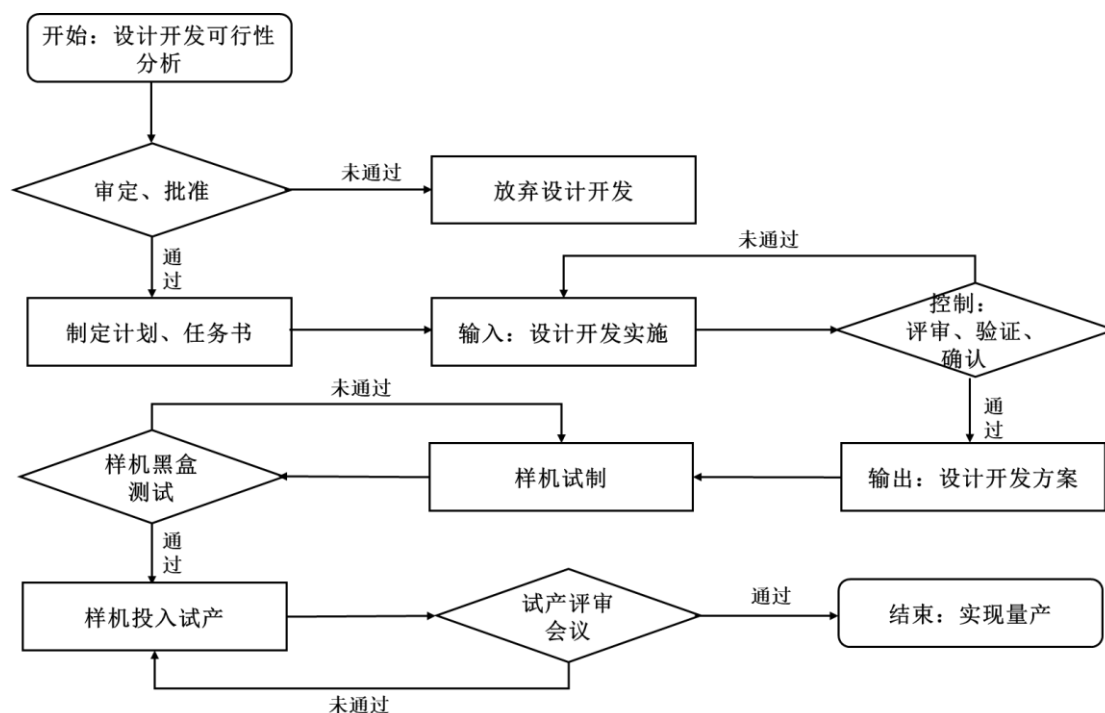 开始：设计开发可行性
分析
审定、批准
未通过
放弃设计开发
通
过
未通过
制定计划、任务书
输入：设计开发实施
控制：
评审、验证、
确认
未通过
通
过
样机黑盒
测试
样机试制
输出：设计开发方案
通
过
样机投入试产
试产评审
会议
通过
结束：实现量产
未通过